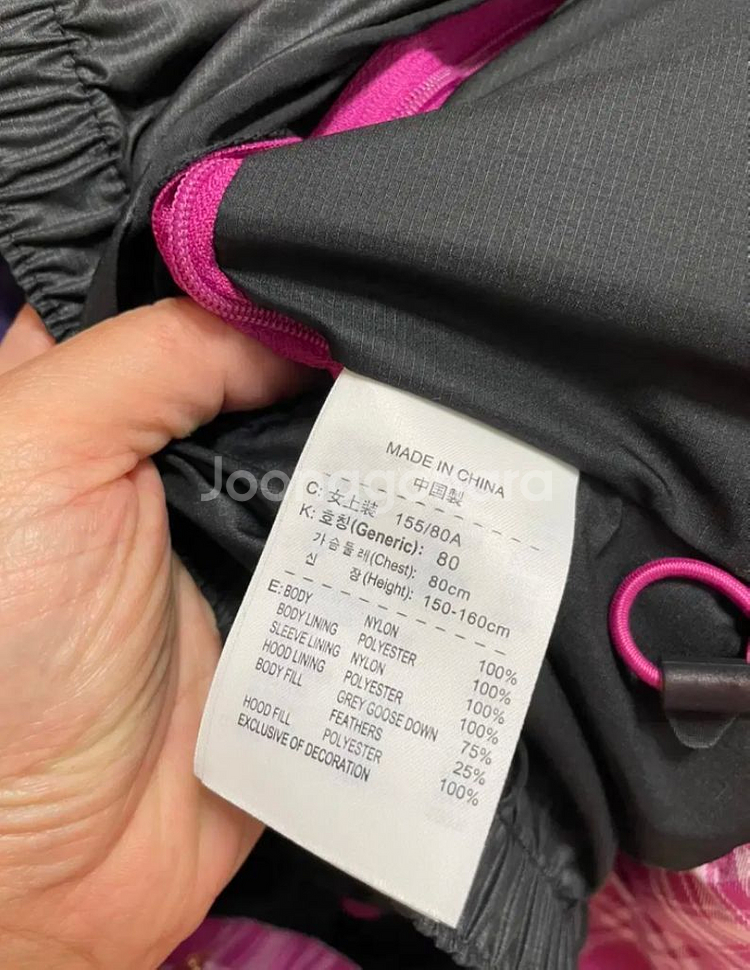 MADE IN CHINA
中国製
Joonggonara
C: 女上裝 155/80A
K: 호칭(Generic): 80
가슴둘레(Chest): 80cm
신 장(Height): 150-160cm
E: BODY NYLON 100%
BODY LINING POLYESTER 100%
SLEEVE LINING NYLON 100%
HOOD LINING POLYESTER 100%
BODY FILL GREY GOOSE DOWN 75%
FEATHERS 25%
HOOD FILL POLYESTER 100%
EXCLUSIVE OF DECORATION